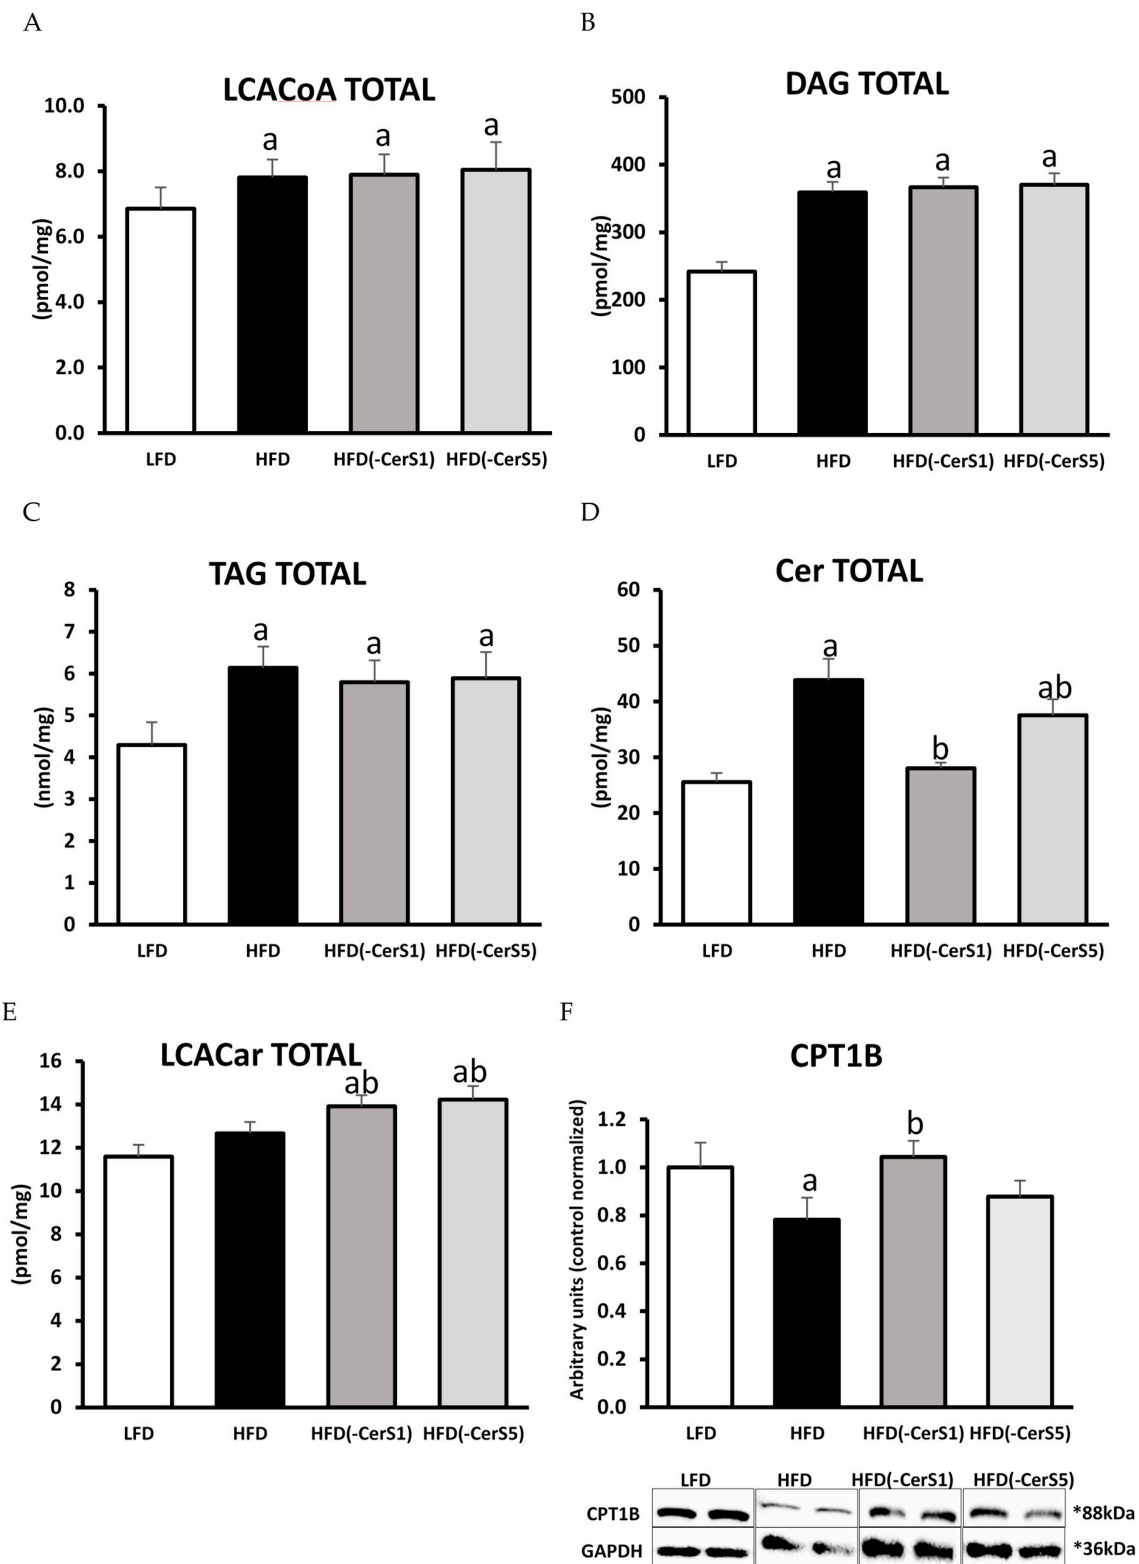 A
LCACoA TOTAL
(pmol/mg)
10.0
8.0
6.0
4.0
2.0
0.0
a
a
a
LFD HFD HFD(-CerS1) HFD(-CerS5)
B
DAG TOTAL
(pmol/mg)
500
400
300
200
100
0
a
a
a
LFD HFD HFD(-CerS1) HFD(-CerS5)
C
TAG TOTAL
(nmol/mg)
8
7
6
5
4
3
2
1
0
a
a
a
LFD HFD HFD(-CerS1) HFD(-CerS5)
D
Cer TOTAL
(pmol/mg)
60
50
40
30
20
10
0
a
b
ab
LFD HFD HFD(-CerS1) HFD(-CerS5)
E
LCACar TOTAL
(pmol/mg)
16
14
12
10
8
6
4
2
0
ab
ab
LFD HFD HFD(-CerS1) HFD(-CerS5)
F
CPT1B
Arbitrary units (control normalized)
1.2
1.0
0.8
0.6
0.4
0.2
0.0
a
b
LFD HFD HFD(-CerS1) HFD(-CerS5)
LFD HFD HFD(-CerS1) HFD(-CerS5)
CPT1B *88kDa
GAPDH *36kDa